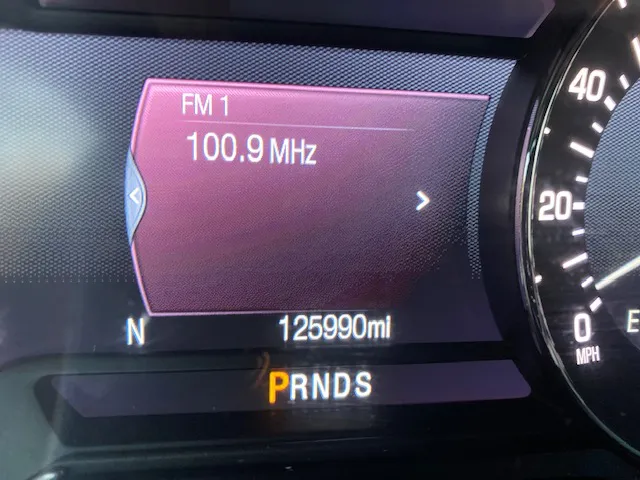 FM 1
100.9 MHz
<
>
N 125990mi
PRNDS
40
20
0
MPH
E